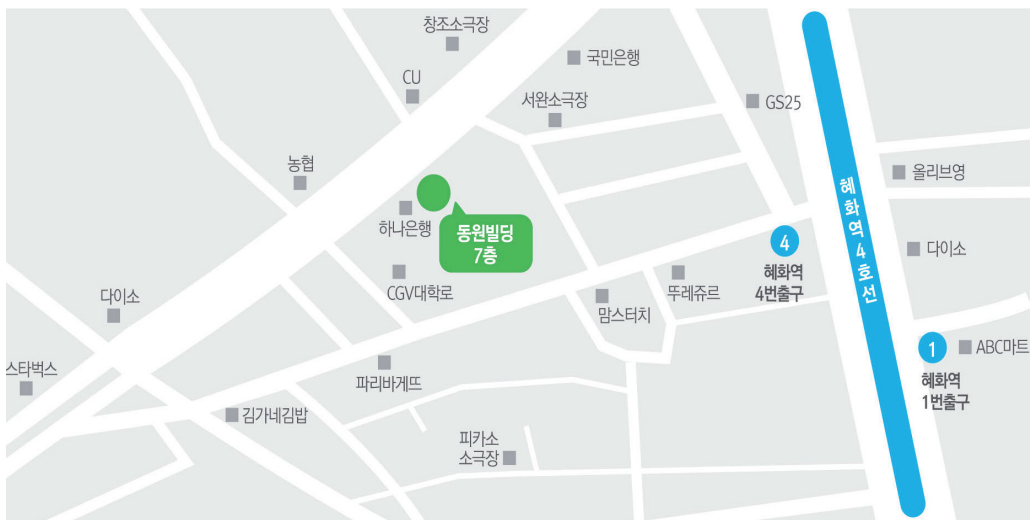 창조소극장
국민은행
CU
서완소극장
GS25
농협
올리브영
하나은행
동원빌딩
7층
혜화역4호선
4
혜화역
4번출구
다이소
CGV대학로
뚜레쥬르
맘스터치
다이소
1
ABC마트
혜화역
1번출구
스타벅스
파리바게뜨
김가네김밥
피카소
소극장